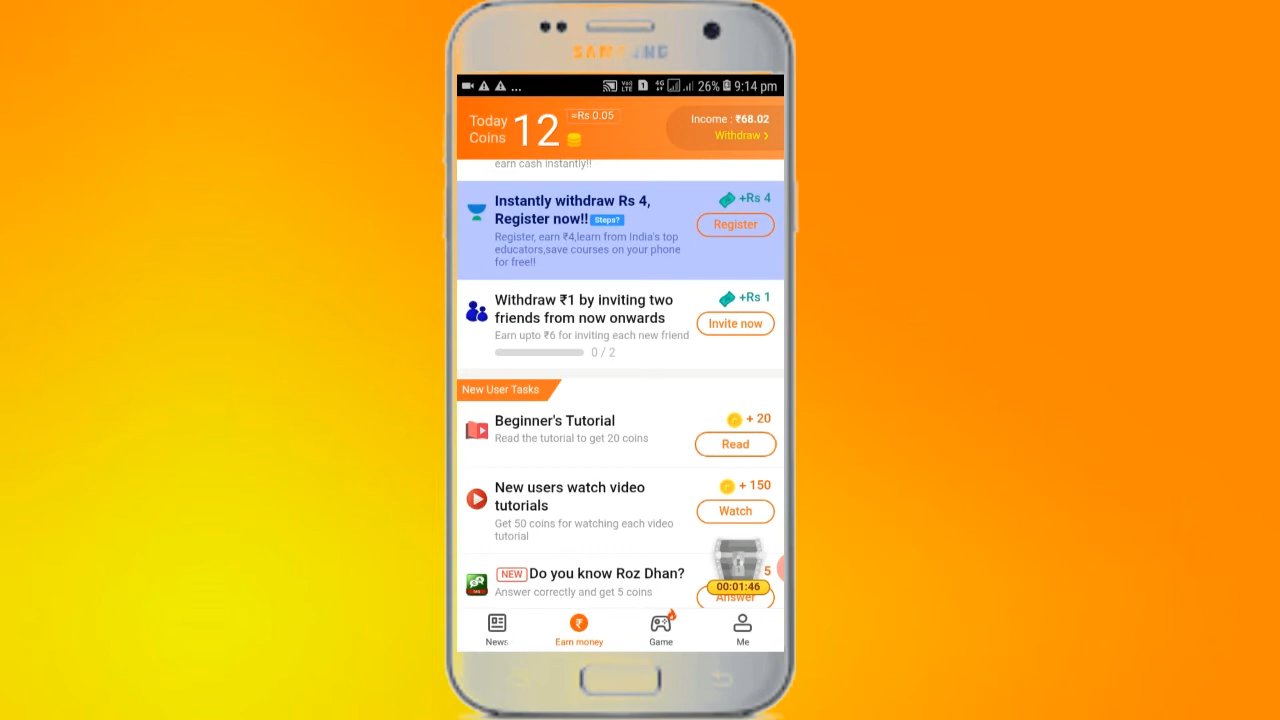 SAMSUNG
4G 26% 9:14 pm
Today Coins 12 ≈Rs 0.05
Income : ₹68.02
Withdraw >
earn cash instantly!!
Instantly withdraw Rs 4,
Register now!! Steps?
+Rs 4
Register
Register, earn ₹4,learn from India's top
educators,save courses on your phone
for free!!
Withdraw ₹1 by inviting two
friends from now onwards
+Rs 1
Invite now
Earn upto ₹6 for inviting each new friend
0 / 2
New User Tasks
Beginner's Tutorial
Read the tutorial to get 20 coins
+ 20
Read
New users watch video
tutorials
Get 50 coins for watching each video
tutorial
+ 150
Watch
NEW Do you know Roz Dhan?
Answer correctly and get 5 coins
5
00:01:46
Answer
News
Earn money
Game
Me